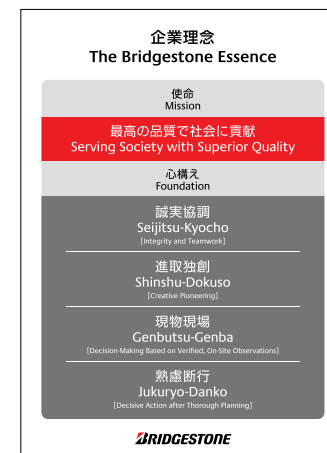 企業理念
The Bridgestone Essence
使命
Mission
最高の品質で社会に貢献
Serving Society with Superior Quality
心構え
Foundation
誠実協調
Seijitsu-Kyocho
[Integrity and Teamwork]
進取独創
Shinshu-Dokuso
[Creative Pioneering]
現物現場
Genbutsu-Genba
[Decision-Making Based on Verified, On-Site Observations]
熟慮断行
Jukuryo-Danko
[Decisive Action after Thorough Planning]
BRIDGESTONE